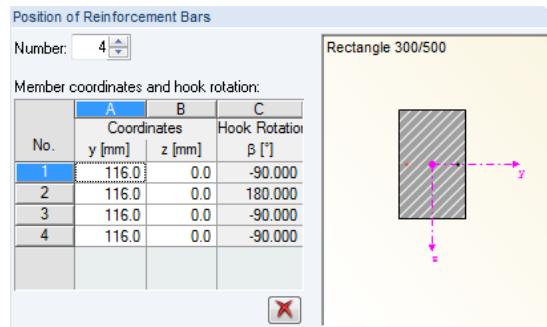 Position of Reinforcement Bars
Number: 4
Rectangle 300/500
Member coordinates and hook rotation:
A B C
Coordinates Hook Rotation
No. y [mm] z [mm] β [°]
1 116.0 0.0 -90.000
2 116.0 0.0 180.000
3 116.0 0.0 -90.000
4 116.0 0.0 -90.000
y
z